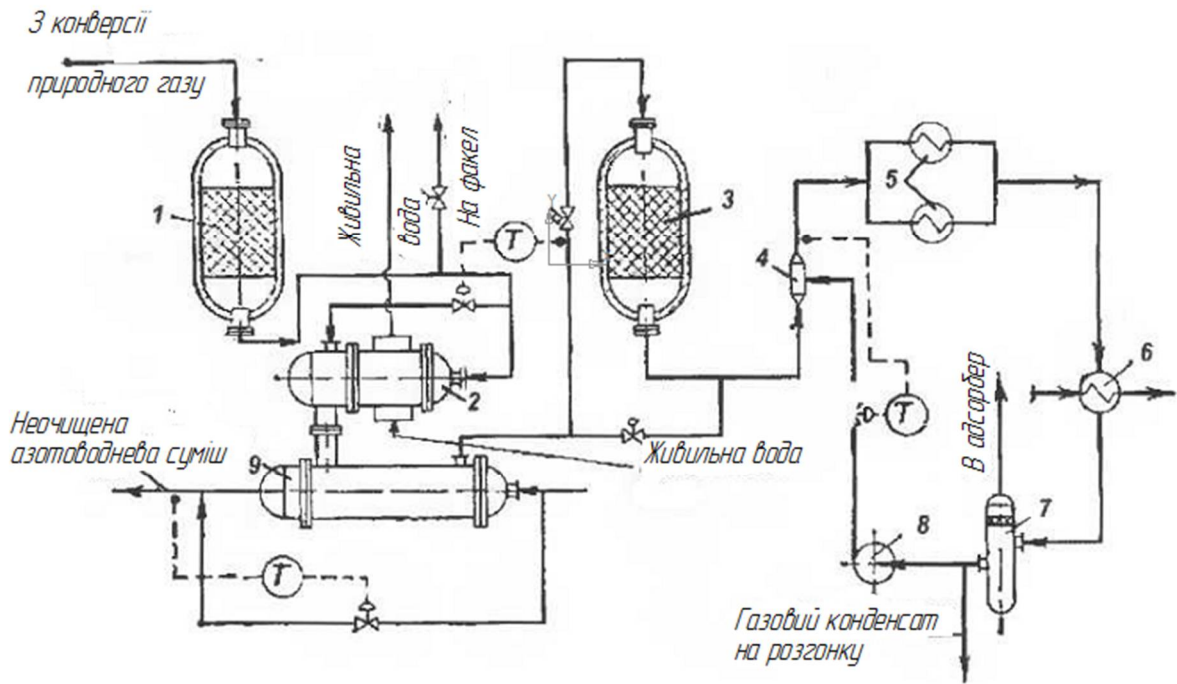 З конверсії
природного газу
1
Живильна
вода
На факел
Т
3
5
4
2
6
Т
В адсорбер
Неочищена
азотоводнева суміш
9
Живильна вода
7
8
Т
Газовий конденсат
на розгонку